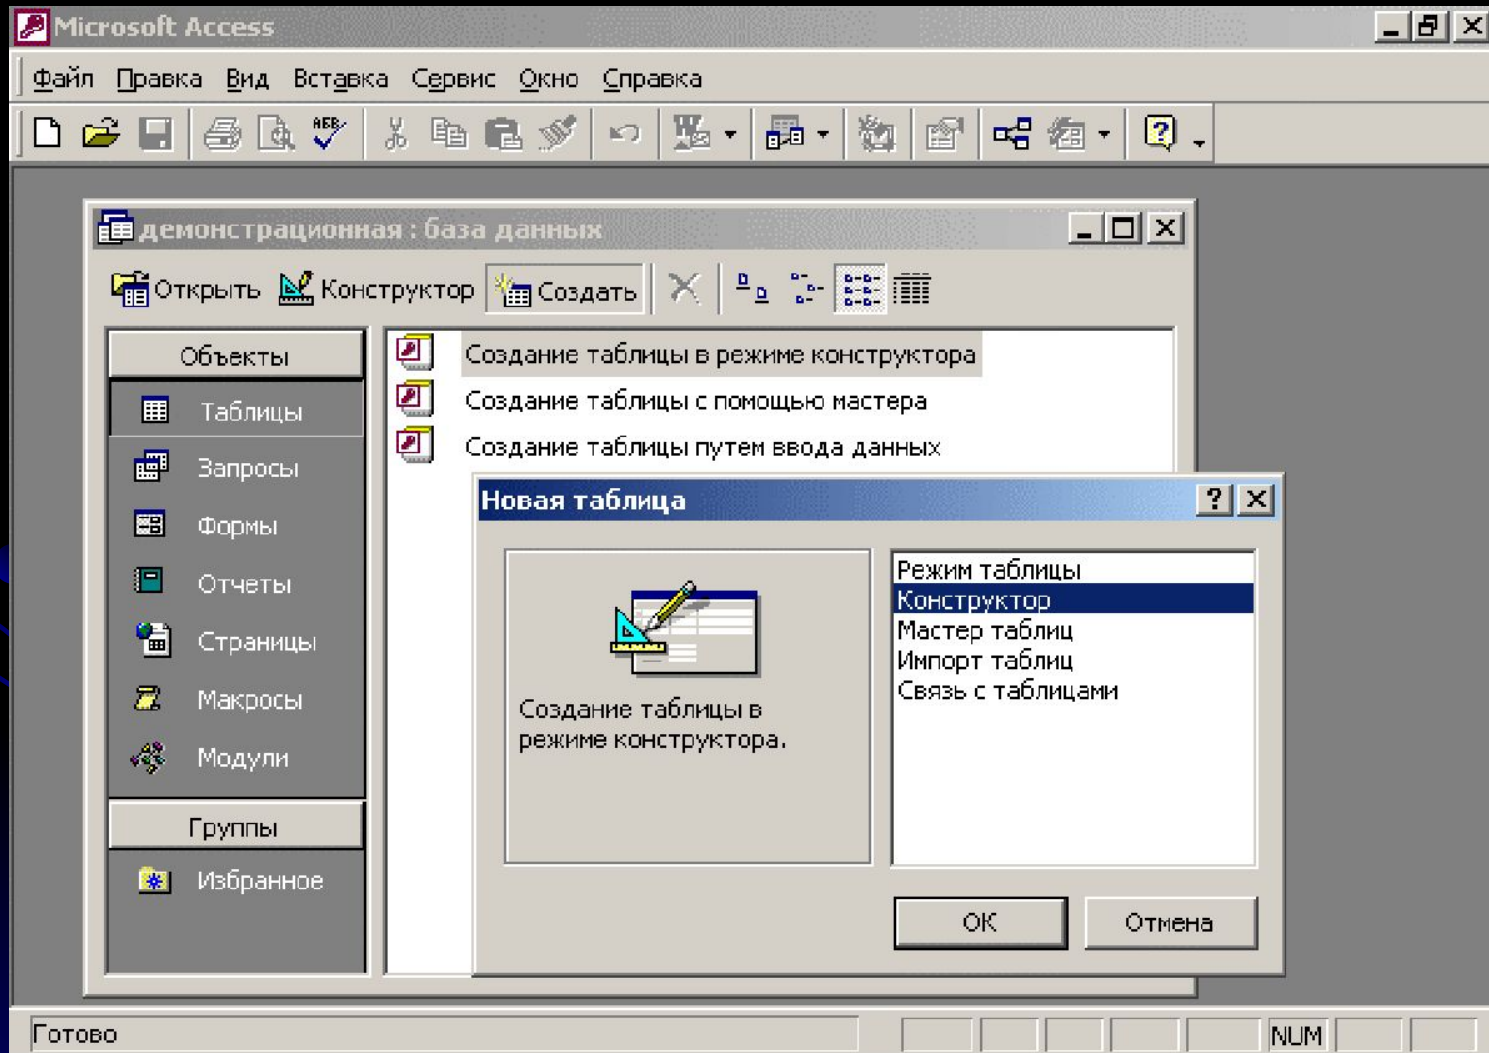 Microsoft Access
Файл Правка Вид Вставка Сервис Окно Справка
демонстрационная : база данных
Открыть Конструктор Создать
Объекты
Таблицы
Запросы
Формы
Отчеты
Страницы
Макросы
Модули
Группы
Избранное
Создание таблицы в режиме конструктора
Создание таблицы с помощью мастера
Создание таблицы путем ввода данных
Новая таблица
Создание таблицы в
режиме конструктора.
Режим таблицы
Конструктор
Мастер таблиц
Импорт таблиц
Связь с таблицами
ОК Отмена
Готово NUM